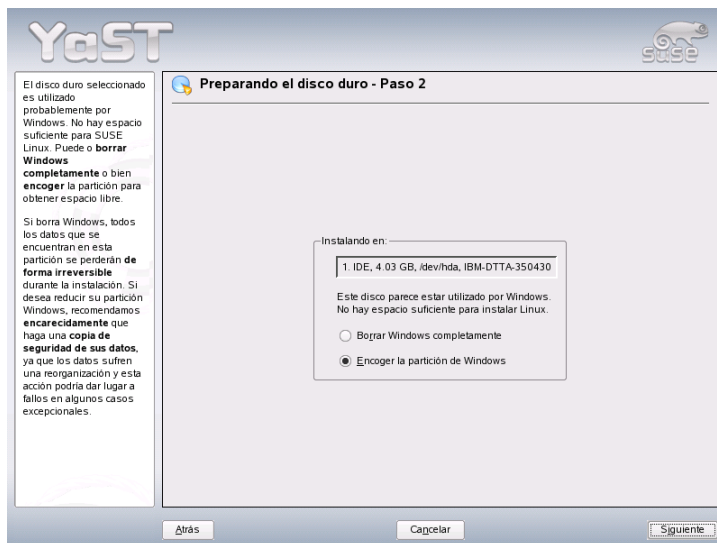 YaST
SUSE
El disco duro seleccionado
es utilizado
probablemente por
Windows. No hay espacio
suficiente para SUSE
Linux. Puede o borrar
Windows
completamente o bien
encoger la partición para
obtener espacio libre.
Si borra Windows, todos
los datos que se
encuentran en esta
partición se perderán de
forma irreversible
durante la instalación. Si
desea reducir su partición
Windows, recomendamos
encarecidamente que
haga una copia de
seguridad de sus datos,
ya que los datos sufren
una reorganización y esta
acción podría dar lugar a
fallos en algunos casos
excepcionales.
Preparando el disco duro - Paso 2
Instalando en:
1. IDE, 4.03 GB, /dev/hda, IBM-DTTA-350430
Este disco parece estar utilizado por Windows.
No hay espacio suficiente para instalar Linux.
Borrar Windows completamente
Encoger la partición de Windows
Atrás
Cancelar
Siguiente